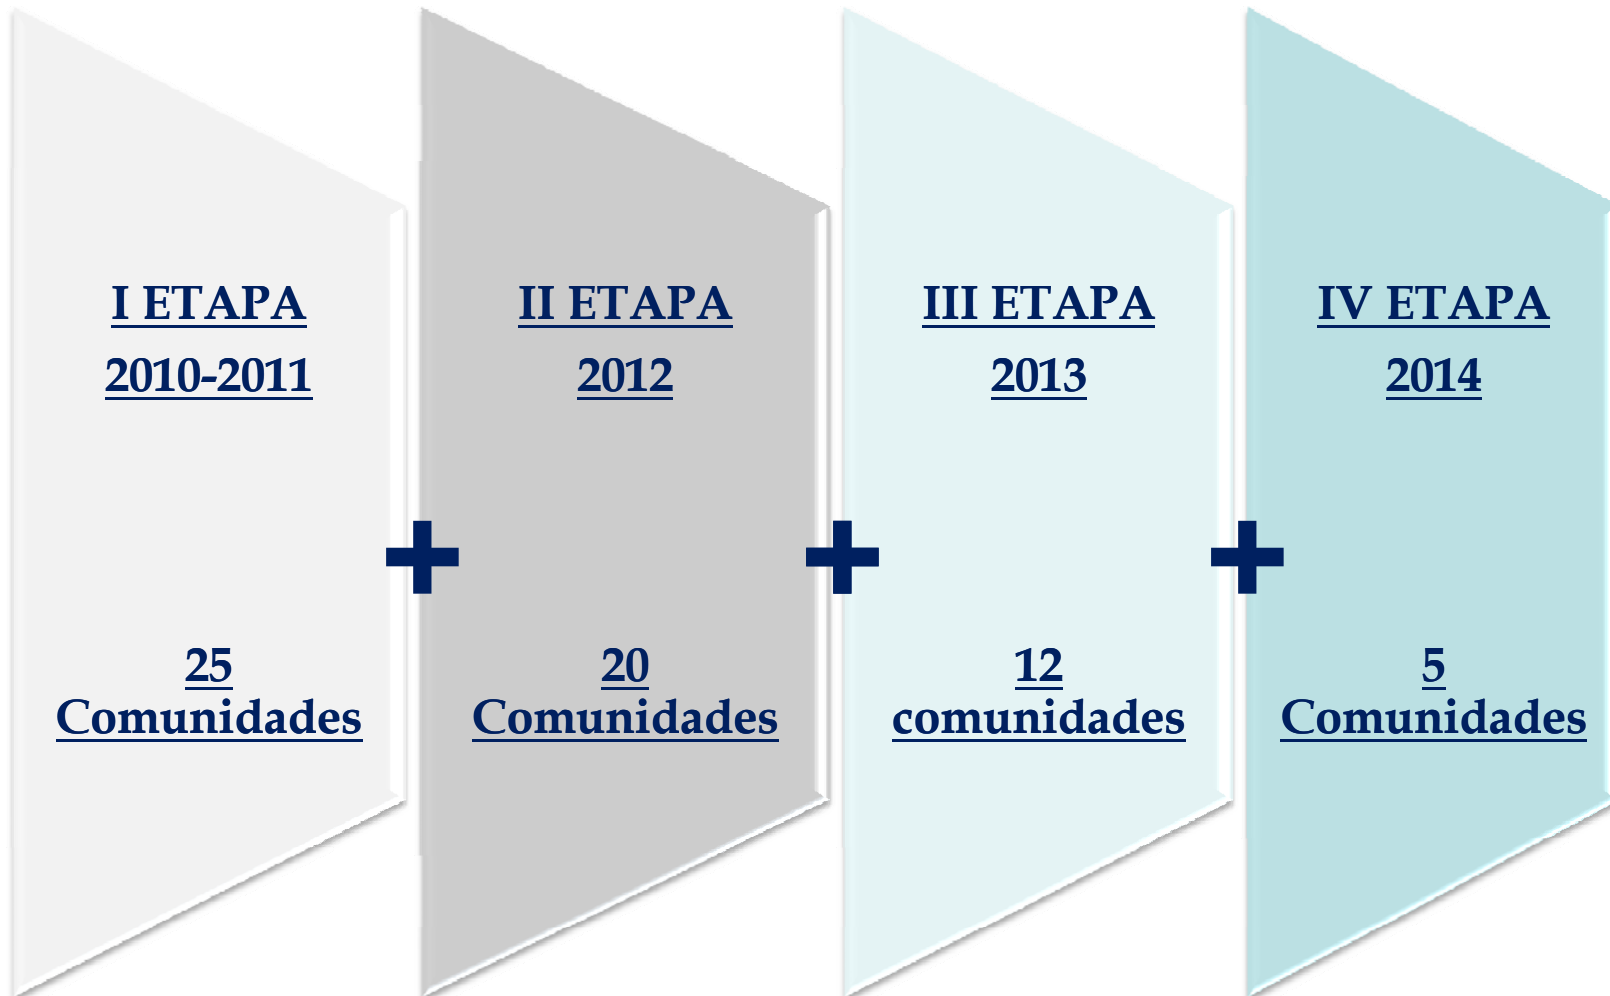 I ETAPA
2010-2011
25
Comunidades
II ETAPA
2012
20
Comunidades
III ETAPA
2013
12
comunidades
IV ETAPA
2014
5
Comunidades